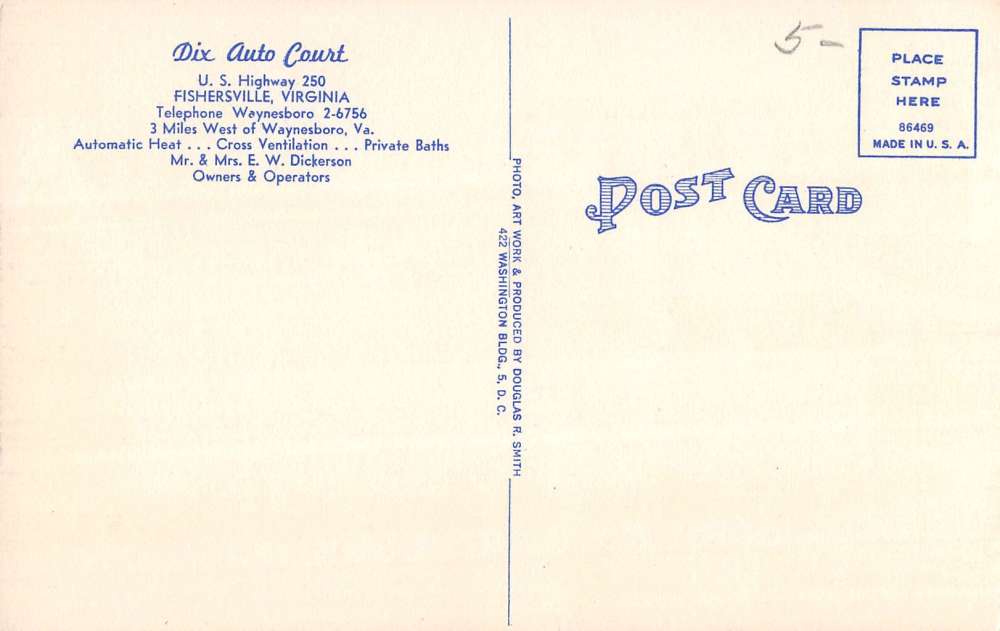 Dix Auto Court
U. S. Highway 250
FISHERSVILLE, VIRGINIA
Telephone Waynesboro 2-6756
3 Miles West of Waynesboro, Va.
Automatic Heat . . . Cross Ventilation . . . Private Baths
Mr. & Mrs. E. W. Dickerson
Owners & Operators
PHOTO, ART WORK & PRODUCED BY DOUGLAS R. SMITH
422 WASHINGTON BLDG., 5, D. C.
5-
PLACE
STAMP
HERE
86469
MADE IN U. S. A.
POST CARD